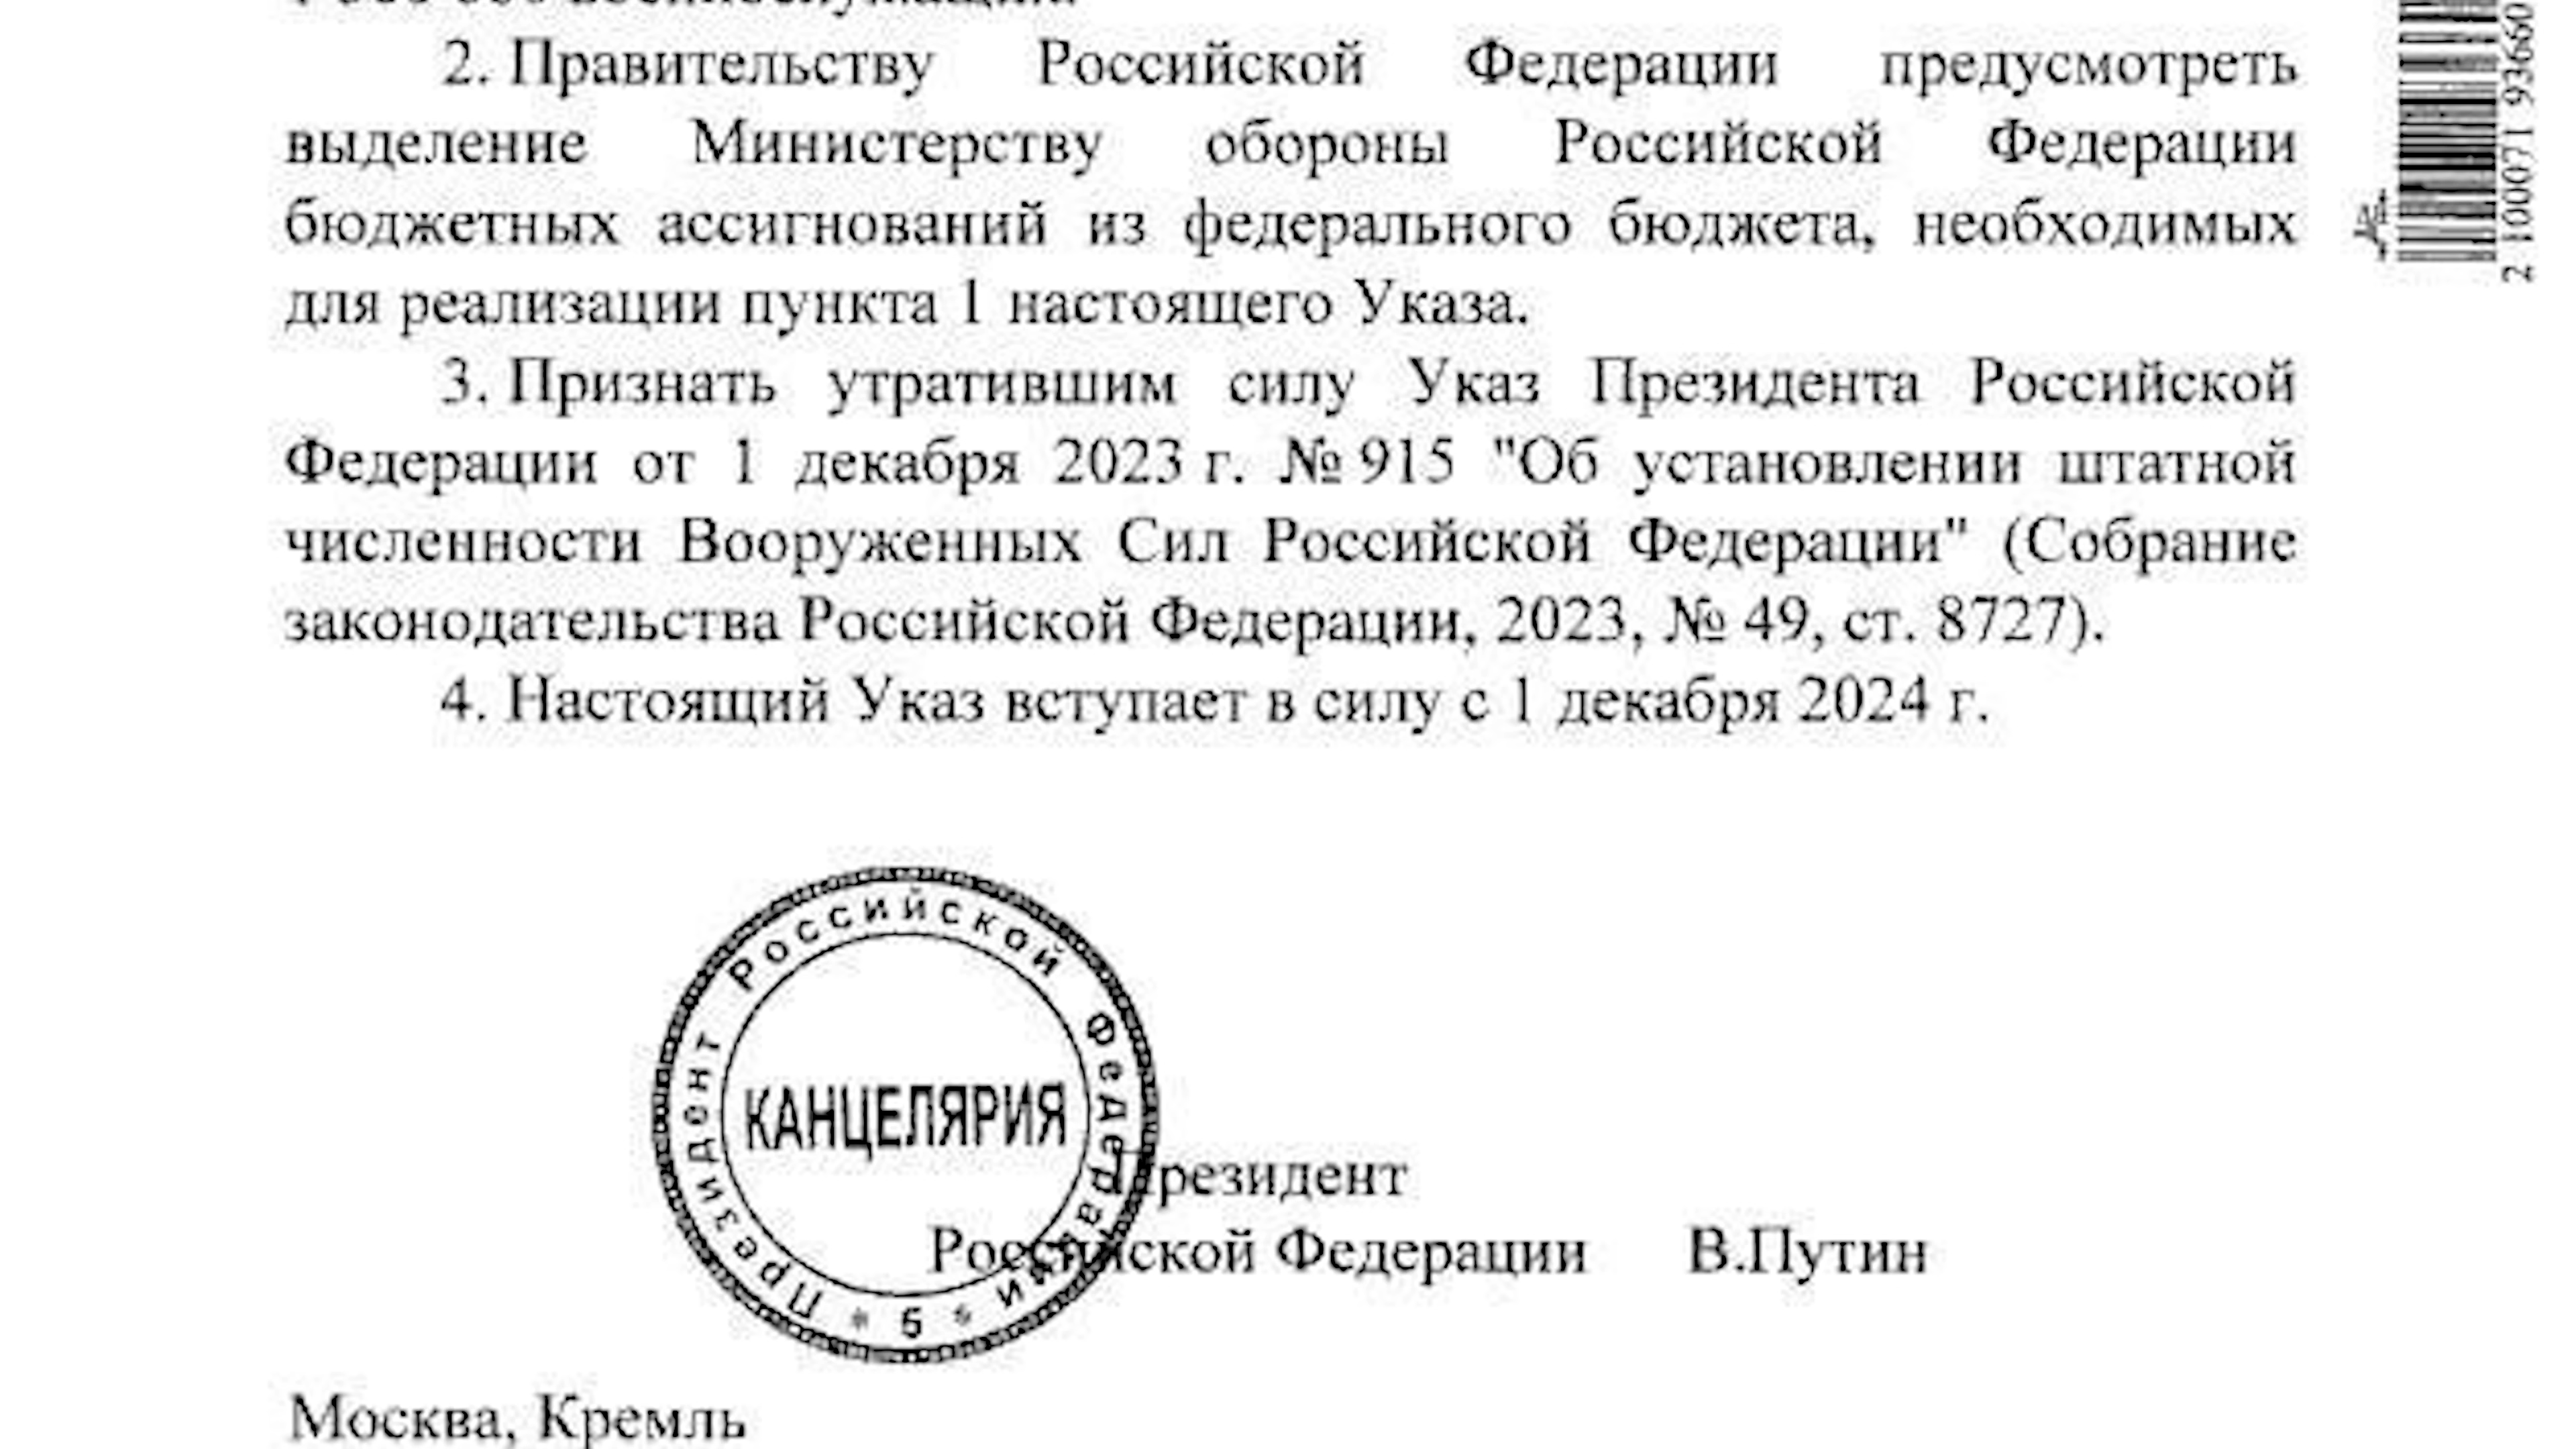 2. Правительству Российской Федерации предусмотреть
выделение Министерству обороны Российской Федерации
бюджетных ассигнований из федерального бюджета, необходимых
для реализации пункта 1 настоящего Указа.
3. Признать утратившим силу Указ Президента Российской
Федерации от 1 декабря 2023 г. № 915 "Об установлении штатной
численности Вооруженных Сил Российской Федерации" (Собрание
законодательства Российской Федерации, 2023, № 49, ст. 8727).
4. Настоящий Указ вступает в силу с 1 декабря 2024 г.
Президент Российской Федерации * 5 *
КАНЦЕЛЯРИЯ
Президент
Российской Федерации В.Путин
Москва, Кремль
2 100071 93660